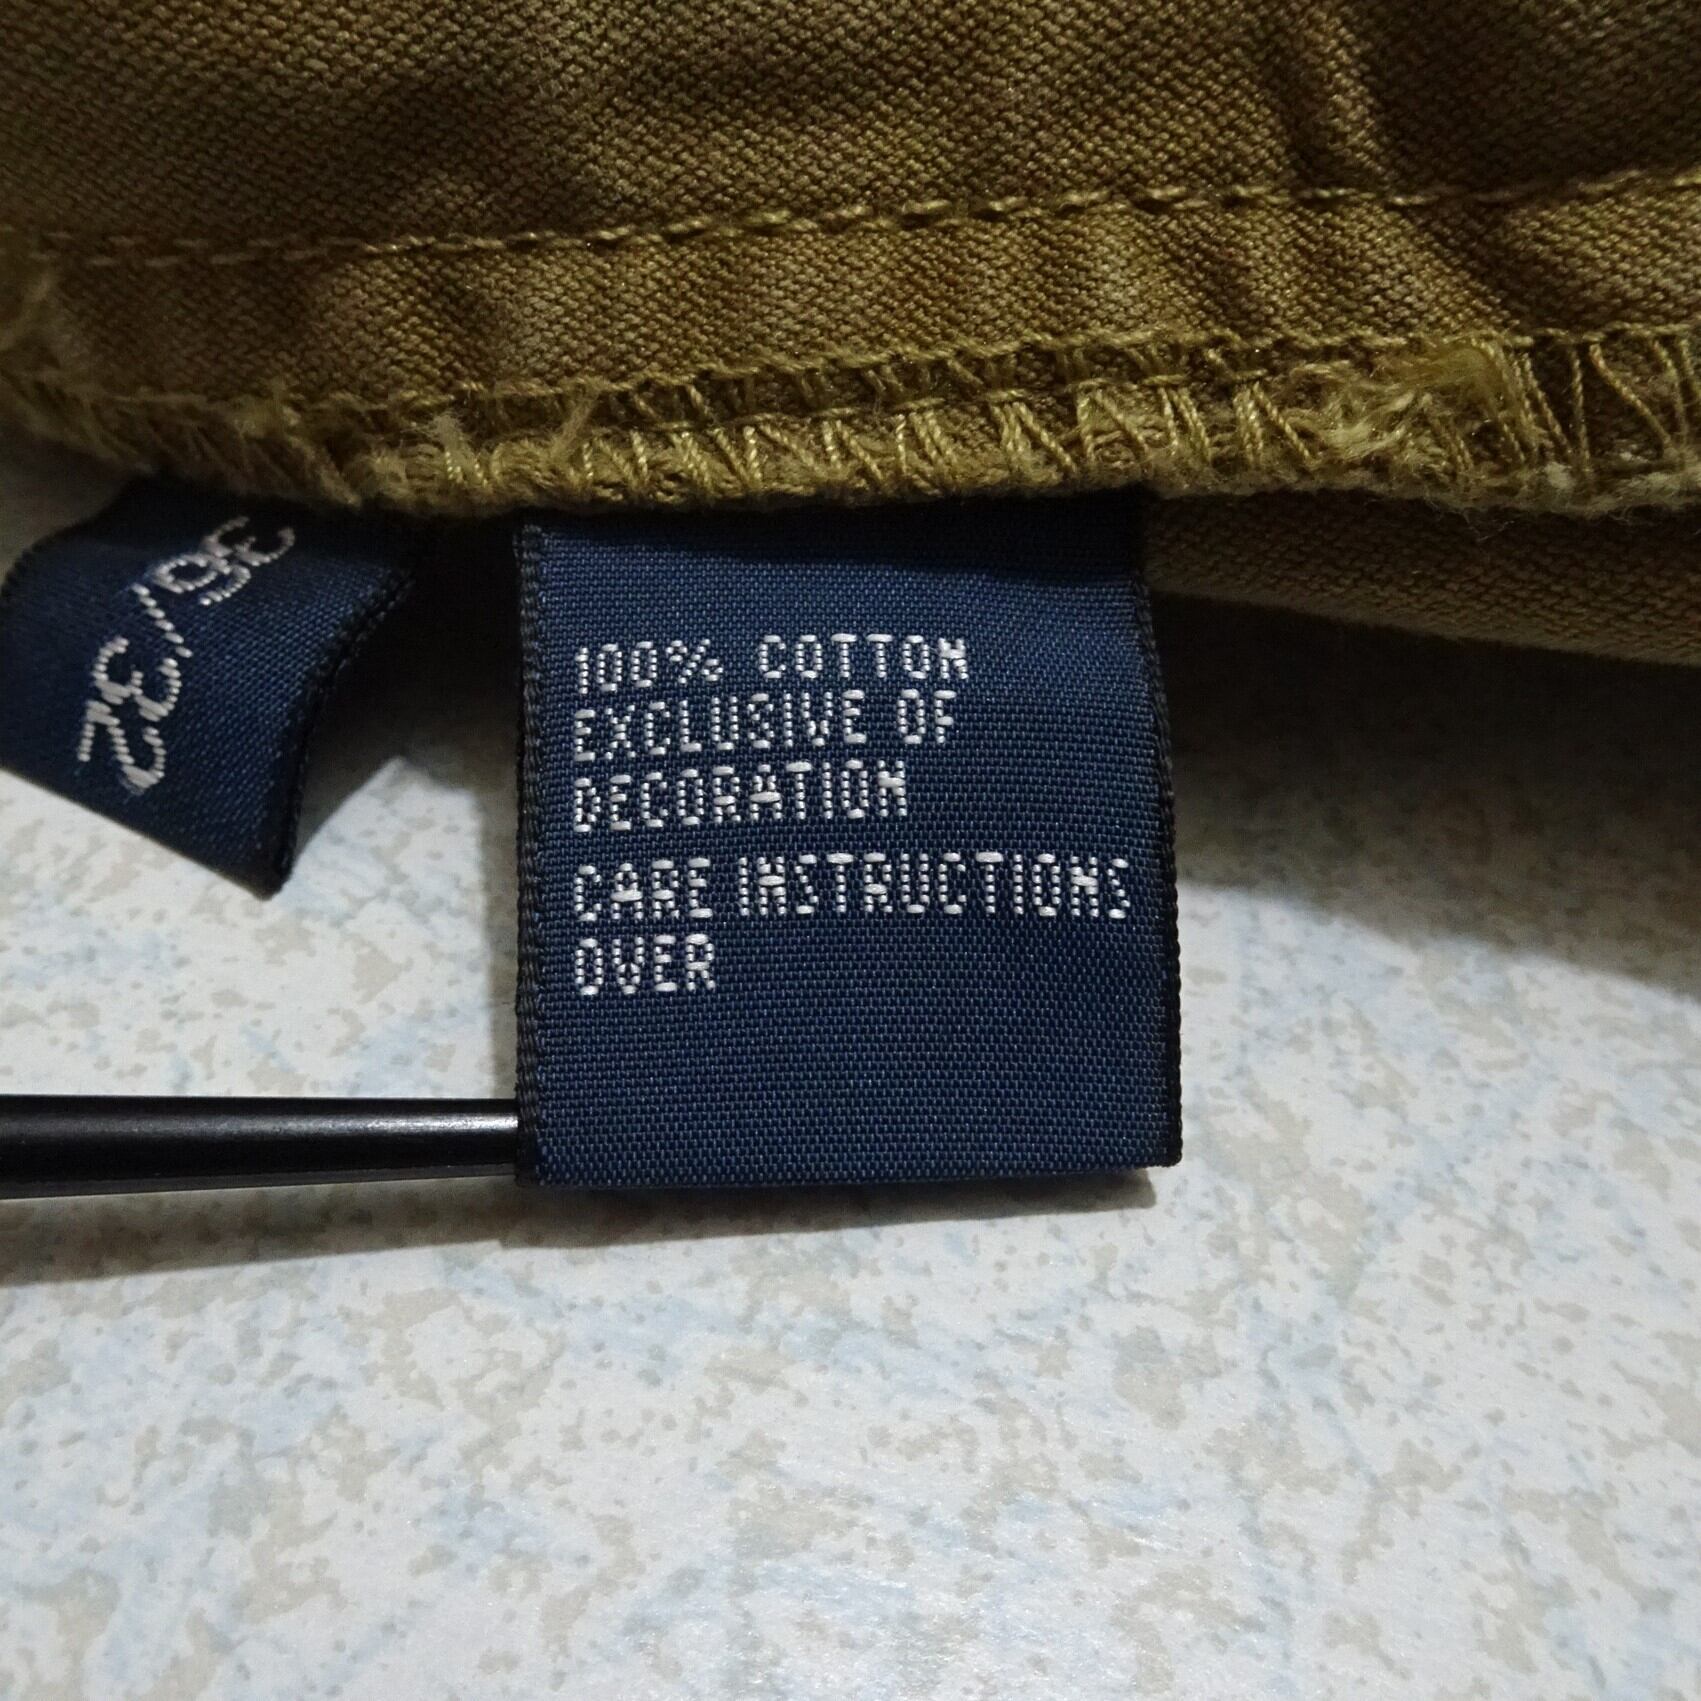 36/32
100% COTTON
EXCLUSIVE OF
DECORATION
CARE INSTRUCTIONS
OVER